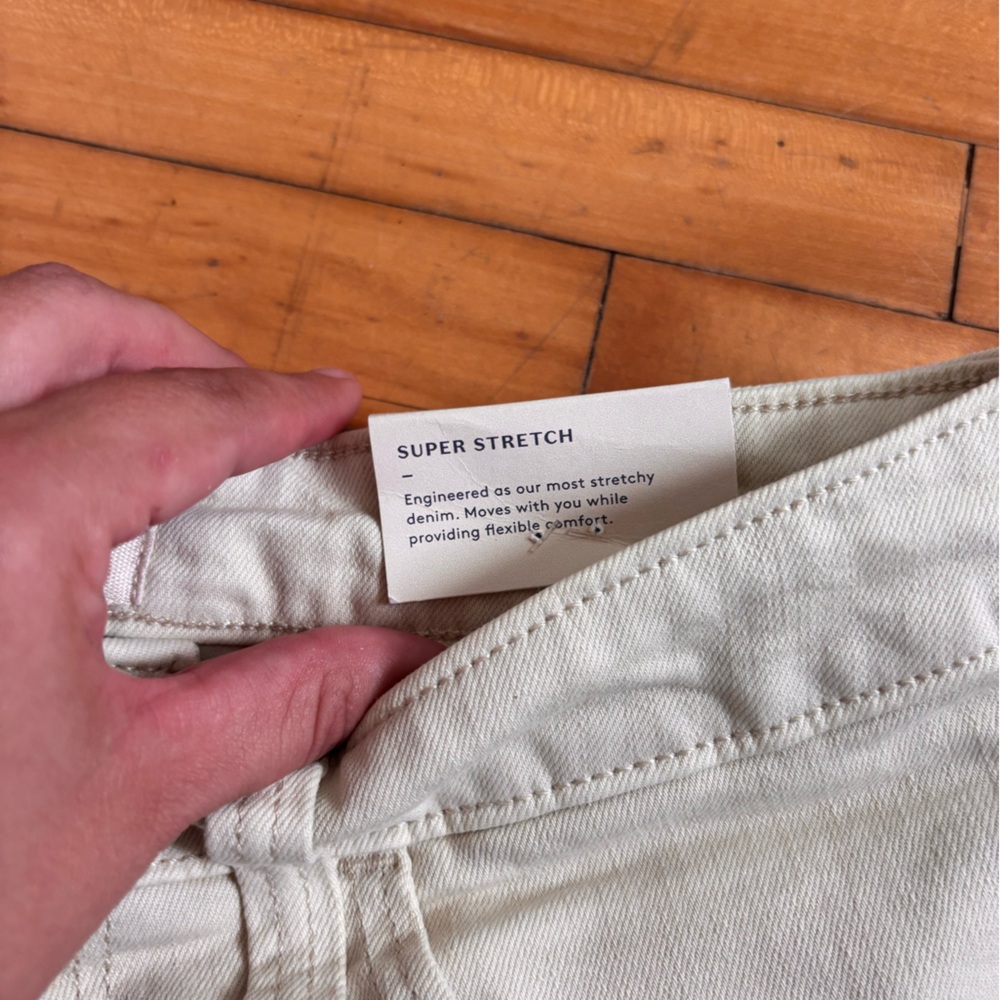 SUPER STRETCH
–
Engineered as our most stretchy
denim. Moves with you while
providing flexible comfort.